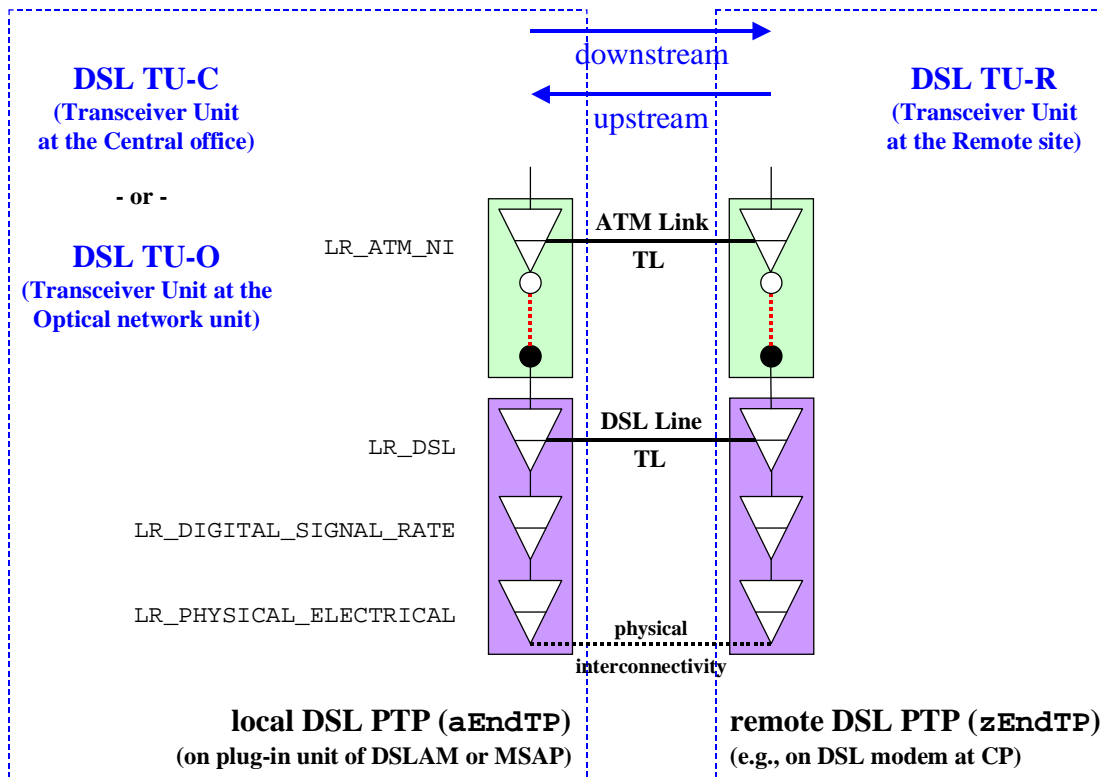 downstream
upstream
DSL TU-C
(Transceiver Unit
at the Central office)
- or -
DSL TU-O
(Transceiver Unit at the
Optical network unit)
DSL TU-R
(Transceiver Unit
at the Remote site)
LR_ATM_NI
ATM Link
TL
LR_DSL
DSL Line
TL
LR_DIGITAL_SIGNAL_RATE
LR_PHYSICAL_ELECTRICAL
physical
interconnectivity
local DSL PTP (aEndTP)
(on plug-in unit of DSLAM or MSAP)
remote DSL PTP (zEndTP)
(e.g., on DSL modem at CP)